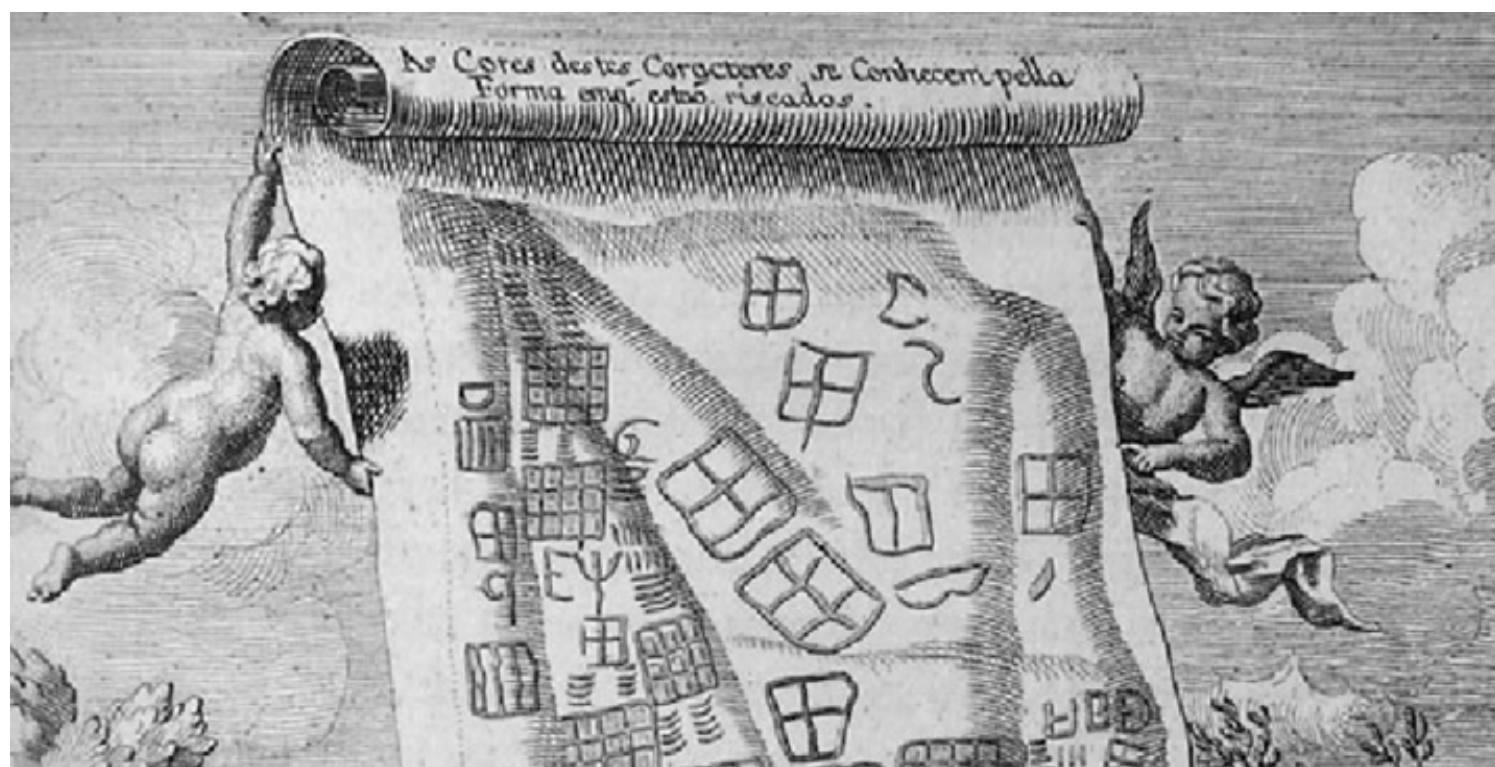 As Cores destes Caracteres, se Conhecem pella
Forma emq̃ estaõ riscados.